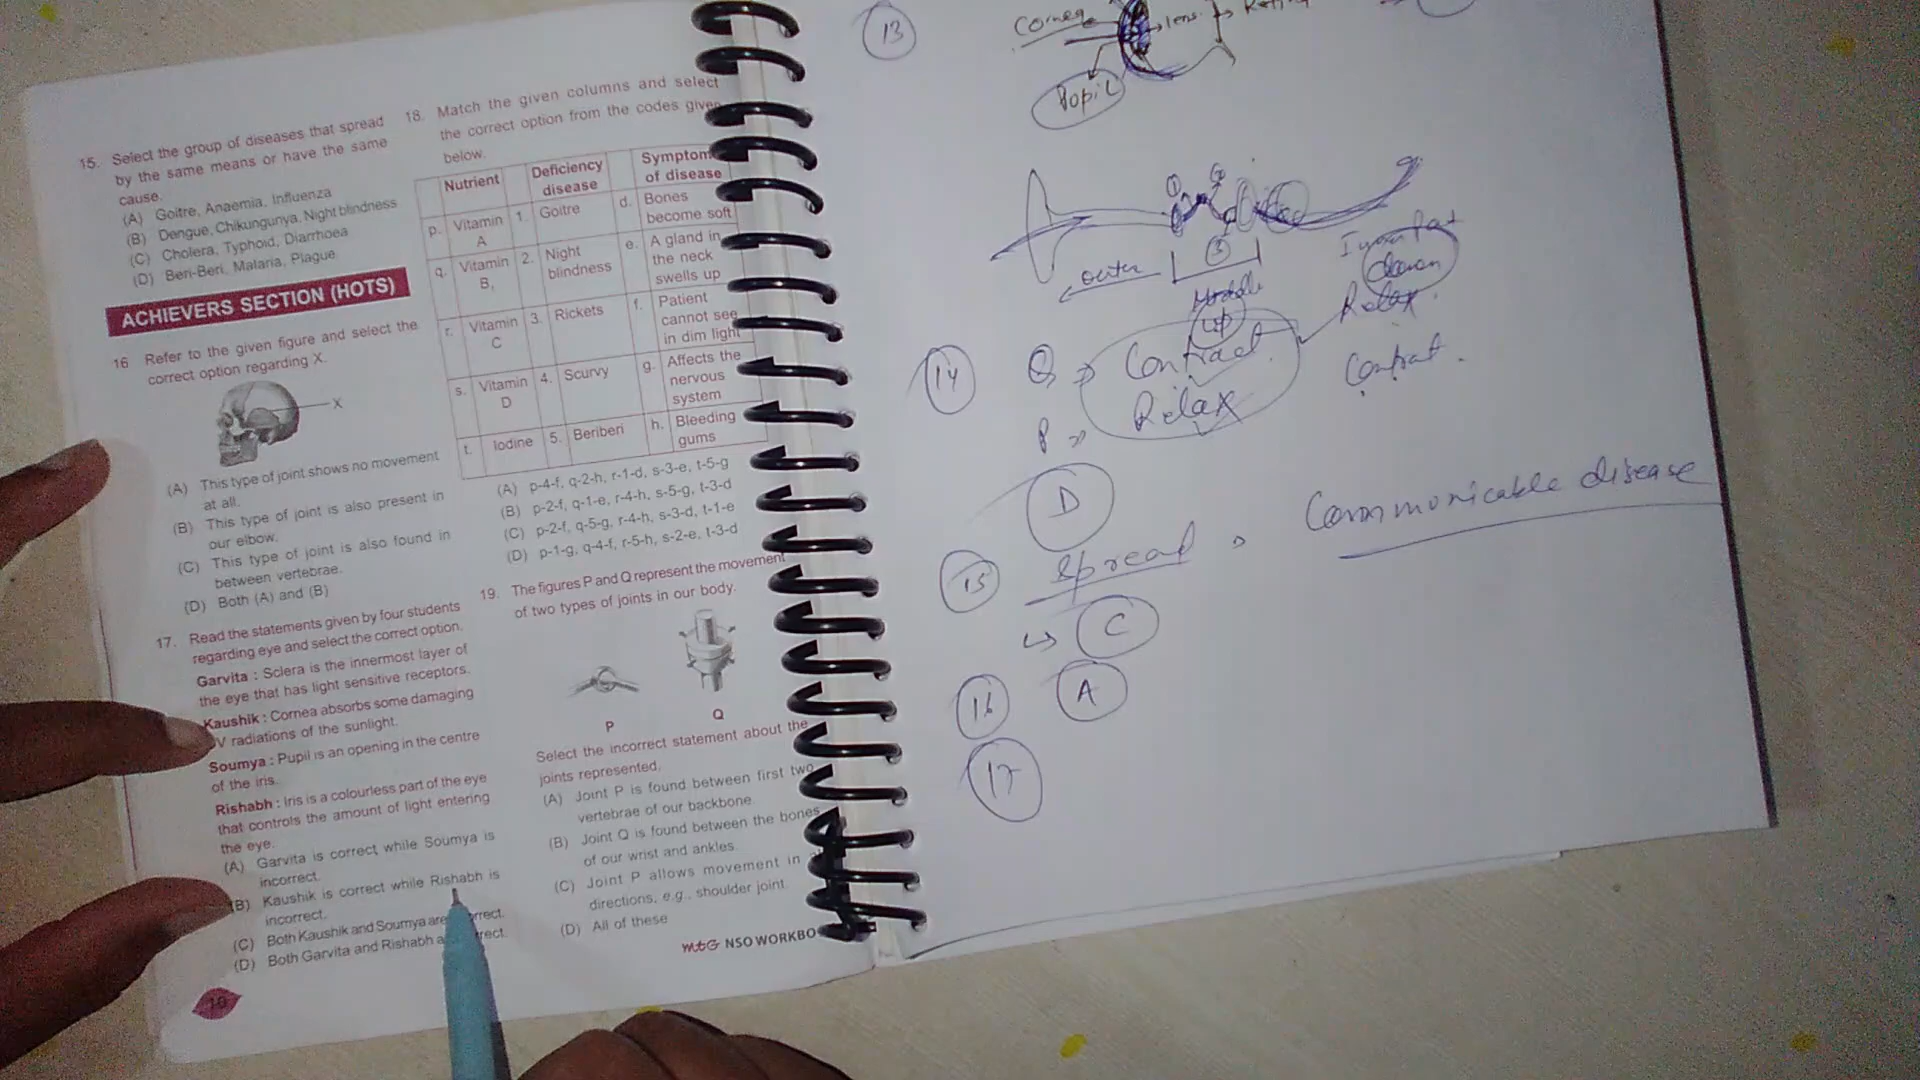 15. Select the group of diseases that spread
by the same means or have the same
cause.
(A) Goitre, Anaemia, Influenza
(B) Dengue, Chikungunya, Night blindness
(C) Cholera, Typhoid, Diarrhoea
(D) Beri-Beri, Malaria, Plague
ACHIEVERS SECTION (HOTS)
16 Refer to the given figure and select the
correct option regarding X.
X
(A) This type of joint shows no movement
at all.
(B) This type of joint is also present in
our elbow.
(C) This type of joint is also found in
between vertebrae.
(D) Both (A) and (B)
17. Read the statements given by four students
regarding eye and select the correct option.
Garvita : Sclera is the innermost layer of
the eye that has light sensitive receptors.
Kaushik : Cornea absorbs some damaging
V radiations of the sunlight.
Soumya : Pupil is an opening in the centre
of the iris.
Rishabh : Iris is a colourless part of the eye
that controls the amount of light entering
the eye.
(A) Garvita is correct while Soumya is
incorrect.
(B) Kaushik is correct while Rishabh is
incorrect.
(C) Both Kaushik and Soumya are
(D) Both Garvita and Rishabh
10
18. Match the given columns and select
the correct option from the codes given
below.
Nutrient Deficiency disease Symptom of disease
p. Vitamin A 1. Goitre d. Bones become soft
q. Vitamin B, 2. Night blindness e. A gland in the neck swells up
r. Vitamin C 3. Rickets f. Patient cannot see in dim light
s. Vitamin D 4. Scurvy g. Affects the nervous system
t. Iodine 5. Beriberi h. Bleeding gums
(A) p-4-f, q-2-h, r-1-d, s-3-e, t-5-g
(B) p-2-f, q-1-e, r-4-h, s-5-g, t-3-d
(C) p-2-f, q-5-g, r-4-h, s-3-d, t-1-e
(D) p-1-g, q-4-f, r-5-h, s-2-e, t-3-d
19. The figures P and Q represent the movement
of two types of joints in our body.
P Q
Select the incorrect statement about the
joints represented.
(A) Joint P is found between first two
vertebrae of our backbone.
(B) Joint Q is found between the bones
of our wrist and ankles.
(C) Joint P allows movement in
directions, e.g., shoulder joint.
(D) All of these
mtG NSO WORKBO
13
Cornea
lens
Popil
outer
Middle
Up
down
Relax.
14 Q Contract
Contrat.
P Relax
D
15 Spread Communicable disease
C
16 A
17